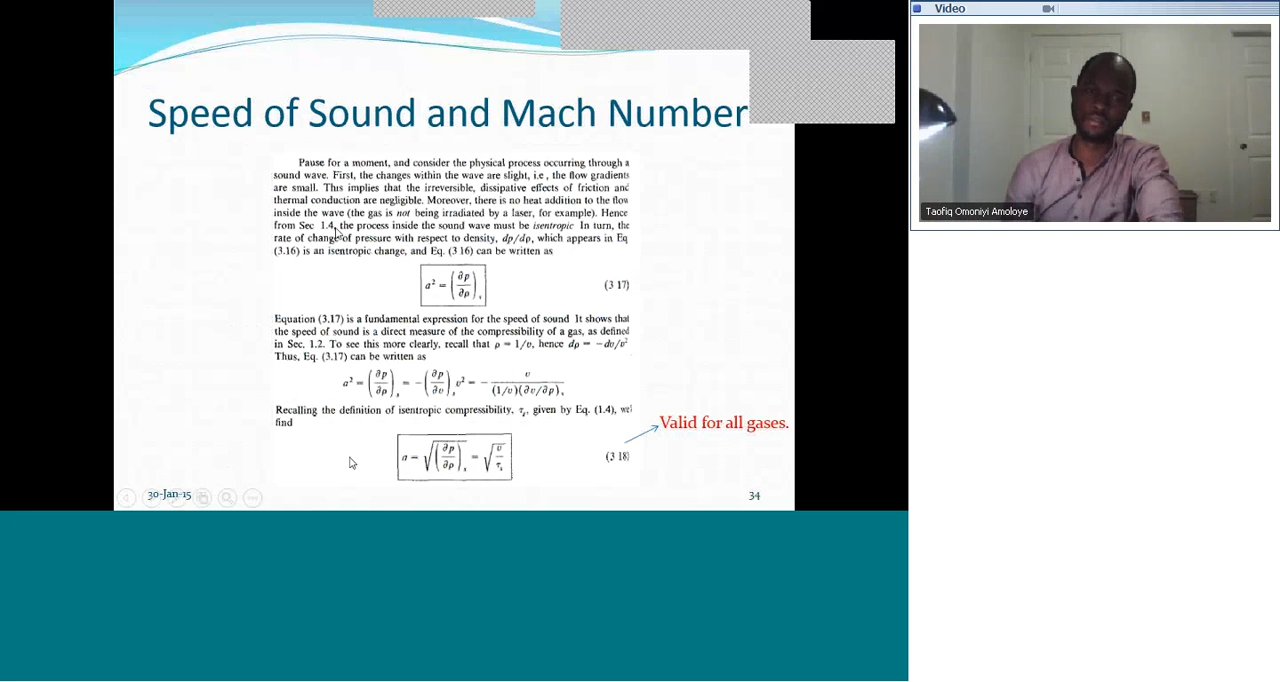 Speed of Sound and Mach Number
Pause for a moment, and consider the physical process occurring through a
sound wave. First, the changes within the wave are slight, i.e, the flow gradients
are small. This implies that the irreversible, dissipative effects of friction and
thermal conduction are negligible. Moreover, there is no heat addition to the flow
inside the wave (the gas is not being irradiated by a laser, for example). Hence
from Sec 1.4, the process inside the sound wave must be isentropic In turn, the
rate of change of pressure with respect to density, dp/dρ, which appears in Eq
(3.16) is an isentropic change, and Eq. (3 16) can be written as
a² = (∂p/∂ρ)s (3 17)
Equation (3.17) is a fundamental expression for the speed of sound It shows that
the speed of sound is a direct measure of the compressibility of a gas, as defined
in Sec. 1.2. To see this more clearly, recall that ρ = 1/v, hence dρ = −dv/v²
Thus, Eq. (3.17) can be written as
a² = (∂p/∂ρ)s = −(∂p/∂v)s v² = − v/((1/v)(∂v/∂p)s)
Recalling the definition of isentropic compressibility, τs, given by Eq. (1.4), we
find
Valid for all gases.
a = √(∂p/∂ρ)s = √(v/τs) (3 18)
30-Jan-15
34
Video
Taofiq Omoniyi Amoloye